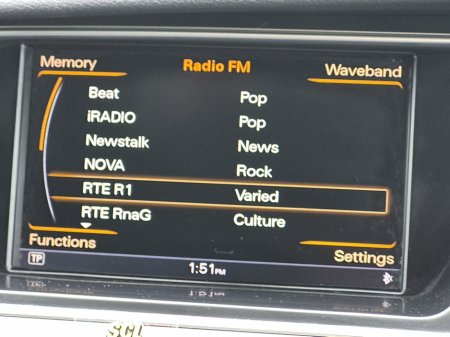 Memory Radio FM Waveband
Beat Pop
iRADIO Pop
Newstalk News
NOVA Rock
RTE R1 Varied
RTE RnaG Culture
Functions Settings
TP 1:51PM